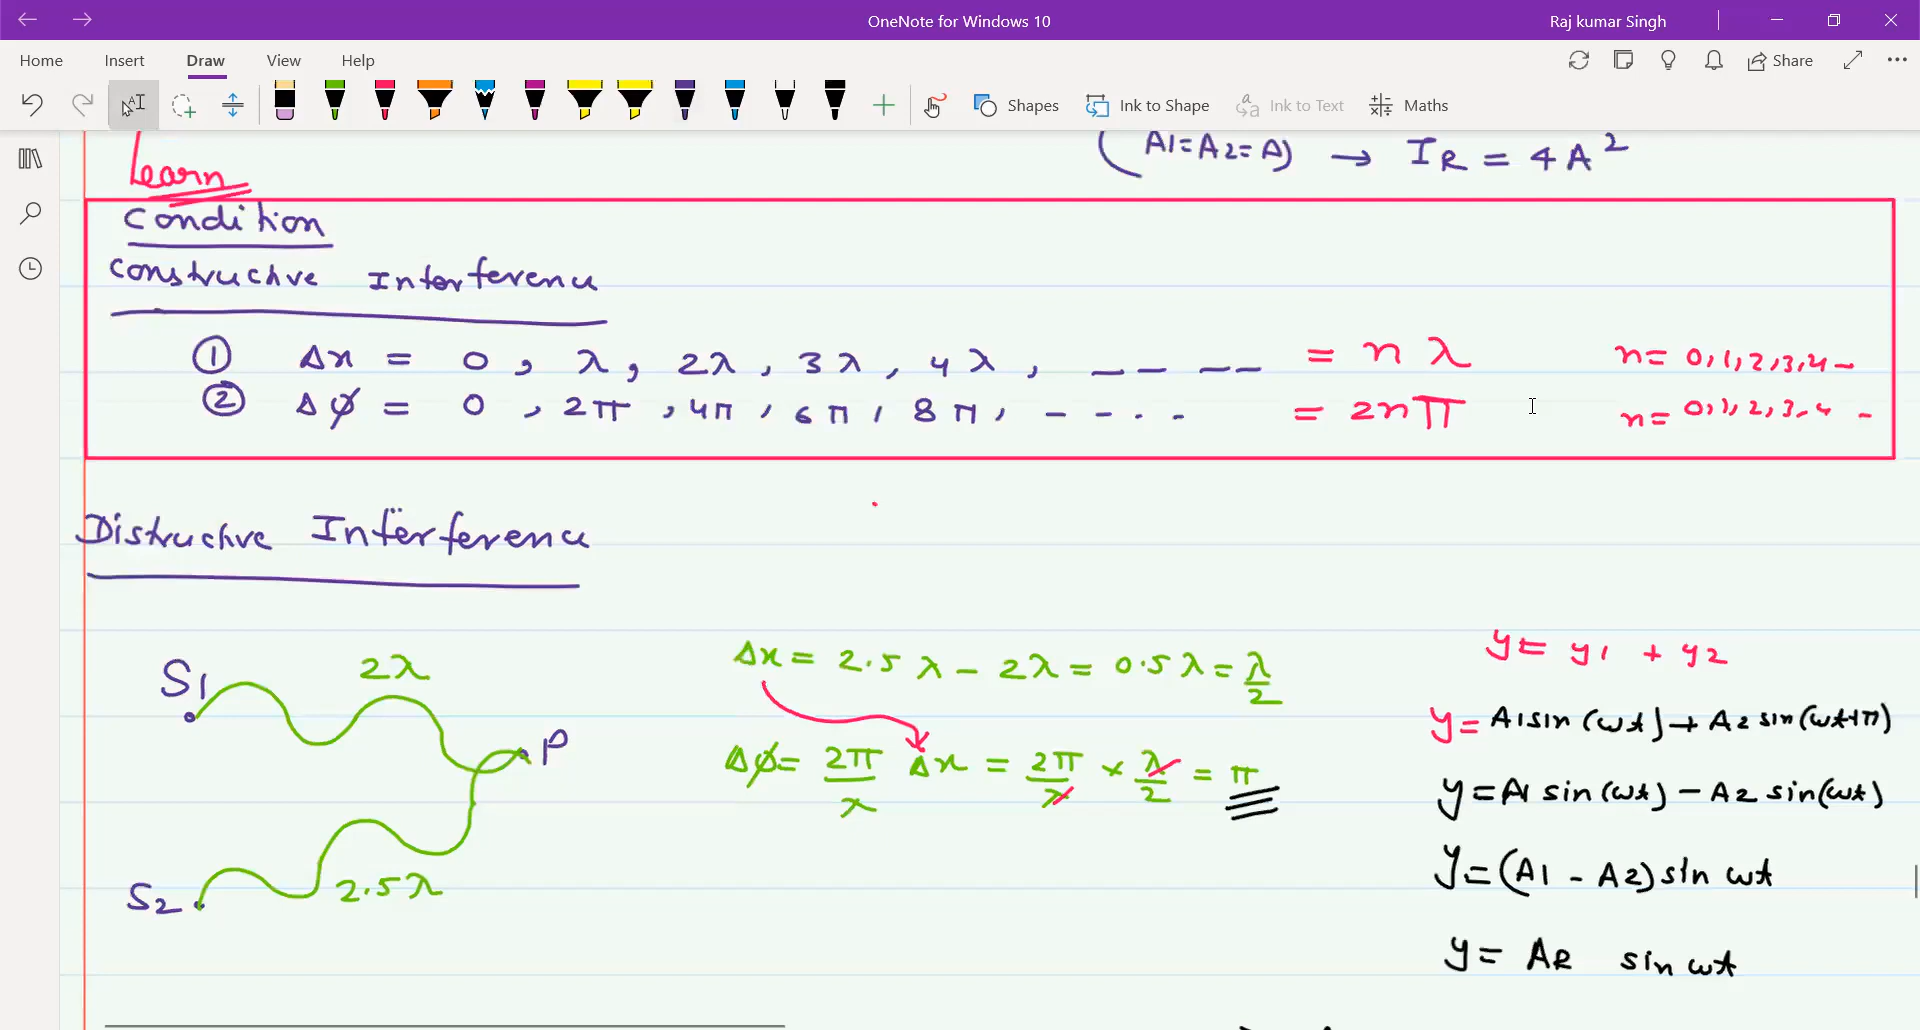 OneNote for Windows 10
Raj kumar Singh
Home Insert Draw View Help
Share
Shapes Ink to Shape Ink to Text Maths
(A1=A2=A) → IR = 4A²
Learn
Condition
Constructive Interference
① Δx = 0, λ, 2λ, 3λ, 4λ, ---- = nλ n= 0,1,2,3,4--
② Δφ = 0, 2π, 4π, 6π, 8π, ---- = 2nπ n= 0,1,2,3,4 -
Distructive Interference
S1 2λ P
S2 2.5λ
Δx = 2.5λ - 2λ = 0.5λ = λ/2
Δφ = 2π/λ Δx = 2π/λ × λ/2 = π
y = y1 + y2
y = A1 sin(ωt) + A2 sin(ωt+π)
y = A1 sin(ωt) - A2 sin(ωt)
y = (A1 - A2) sin ωt
y = AR sin ωt